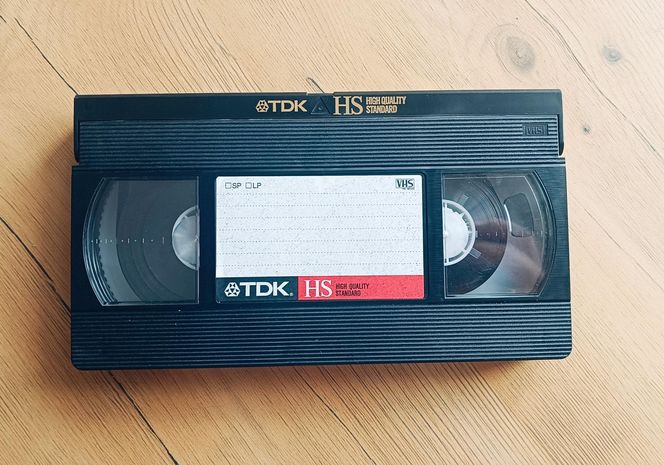 TDK HS HIGH QUALITY
STANDARD
VHS
SP LP VHS
TDK® HS HIGH QUALITY
STANDARD